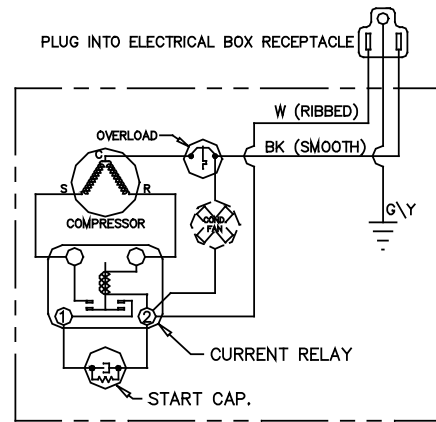 PLUG INTO ELECTRICAL BOX RECEPTACLE
W (RIBBED)
OVERLOAD
BK (SMOOTH)
C
S
R
COMPRESSOR
COND.
FAN
G\Y
1
2
CURRENT RELAY
START CAP.